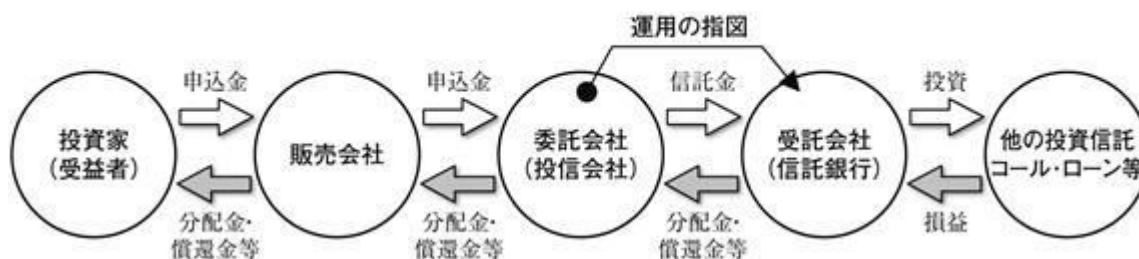 運用の指図
申込金
申込金
信託金
投資
投資家
(受益者)
販売会社
委託会社
(投信会社)
受託会社
(信託銀行)
他の投資信託
コール・ローン等
分配金・
償還金等
分配金・
償還金等
分配金・
償還金等
損益